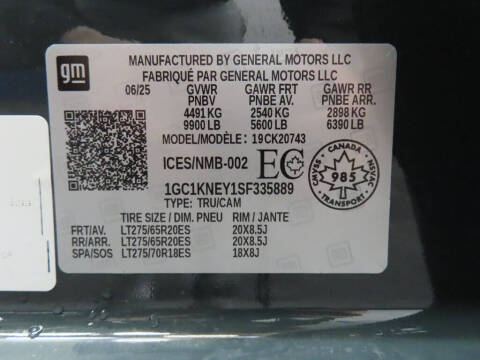 gm
MANUFACTURED BY GENERAL MOTORS LLC
FABRIQUÉ PAR GENERAL MOTORS LLC
06/25 GVWR GAWR FRT GAWR RR
PNBV PNBE AV. PNBE ARR.
4491 KG 2540 KG 2898 KG
9900 LB 5600 LB 6390 LB
MODEL/MODÈLE: 19CK20743
ICES/NMB-002 EC
1GC1KNEY1SF335889
TYPE: TRU/CAM
CANADA
CMVSS NSVAC
985
TRANSPORT
TIRE SIZE / DIM. PNEU RIM / JANTE
FRT/AV. LT275/65R20ES 20X8.5J
RR/ARR. LT275/65R20ES 20X8.5J
SPA/SOS LT275/70R18ES 18X8J